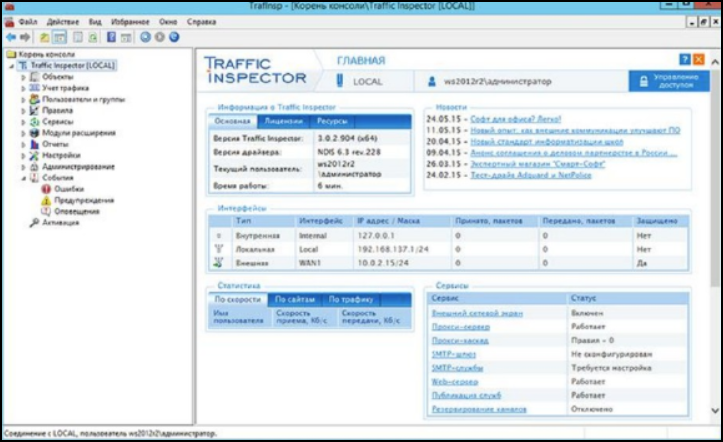 TrafInsp - [Корень консоли\Traffic Inspector [LOCAL]]
Файл Действие Вид Избранное Окно Справка
Корень консоли
Traffic Inspector [LOCAL]
Объекты
Учет трафика
Пользователи и группы
Правила
Сервисы
Модули расширения
Отчеты
Настройки
Администрирование
События
Ошибки
Предупреждения
Оповещения
Активация
TRAFFIC INSPECTOR
ГЛАВНАЯ
LOCAL
ws2012r2\администратор
Управление доступом
Информация о Traffic Inspector
Основная Лицензии Ресурсы
Версия Traffic Inspector: 3.0.2.904 (x64)
Версия драйвера: NDIS 6.3 rev.228
Текущий пользователь: ws2012r2\администратор
Время работы: 6 мин.
Новости
24.05.15 - Софт для офиса? Легко!
11.05.15 - Новый опыт, как внешние коммуникации улучшают ПО
20.04.15 - Новый стандарт информатизации школ
09.04.15 - Анонс соглашения о деловом партнерстве в России ...
26.03.15 - Экспертный магазин "Смарт-Софт"
24.02.15 - Тест-драйв Adguard и NetPolice
Интерфейсы
Тип Интерфейс IP адрес / Маска Принято, пакетов Передано, пакетов Защищено
Внутренняя Internal 127.0.0.1 0 0 Нет
Локальная Local 192.168.137.1/24 0 0 Нет
Внешняя WAN1 10.0.2.15/24 0 0 Да
Статистика
По скорости По сайтам По трафику
Имя пользователя Скорость приема, Кб/с Скорость передачи, Кб/с
Сервисы
Сервис Статус
Внешний сетевой экран Включен
Прокси-сервер Работает
Прокси-каскад Правил - 0
SMTP-шлюз Не сконфигурирован
SMTP-службы Требуется настройка
Web-сервер Работает
Публикация служб Работает
Резервирование каналов Отключено
Соединение с LOCAL, пользователь ws2012r2\администратор.